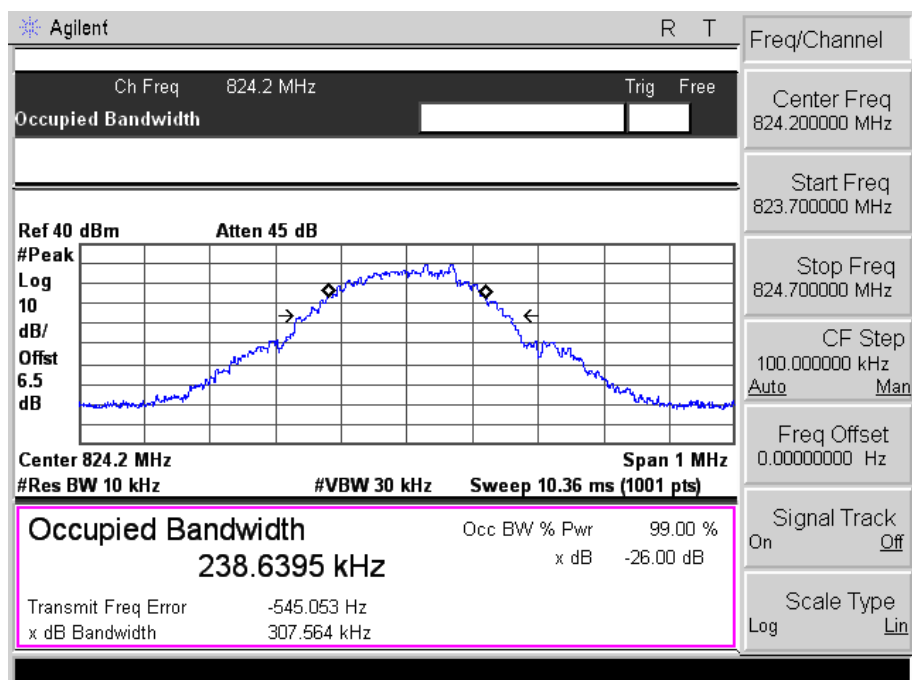 Agilent R T
Ch Freq 824.2 MHz Trig Free
Occupied Bandwidth
Ref 40 dBm Atten 45 dB
#Peak
Log
10
dB/
Offst
6.5
dB
Center 824.2 MHz Span 1 MHz
#Res BW 10 kHz #VBW 30 kHz Sweep 10.36 ms (1001 pts)
Occupied Bandwidth Occ BW % Pwr 99.00 %
238.6395 kHz x dB -26.00 dB
Transmit Freq Error -545.053 Hz
x dB Bandwidth 307.564 kHz
Freq/Channel
Center Freq
824.200000 MHz
Start Freq
823.700000 MHz
Stop Freq
824.700000 MHz
CF Step
100.000000 kHz
Auto Man
Freq Offset
0.00000000 Hz
Signal Track
On Off
Scale Type
Log Lin